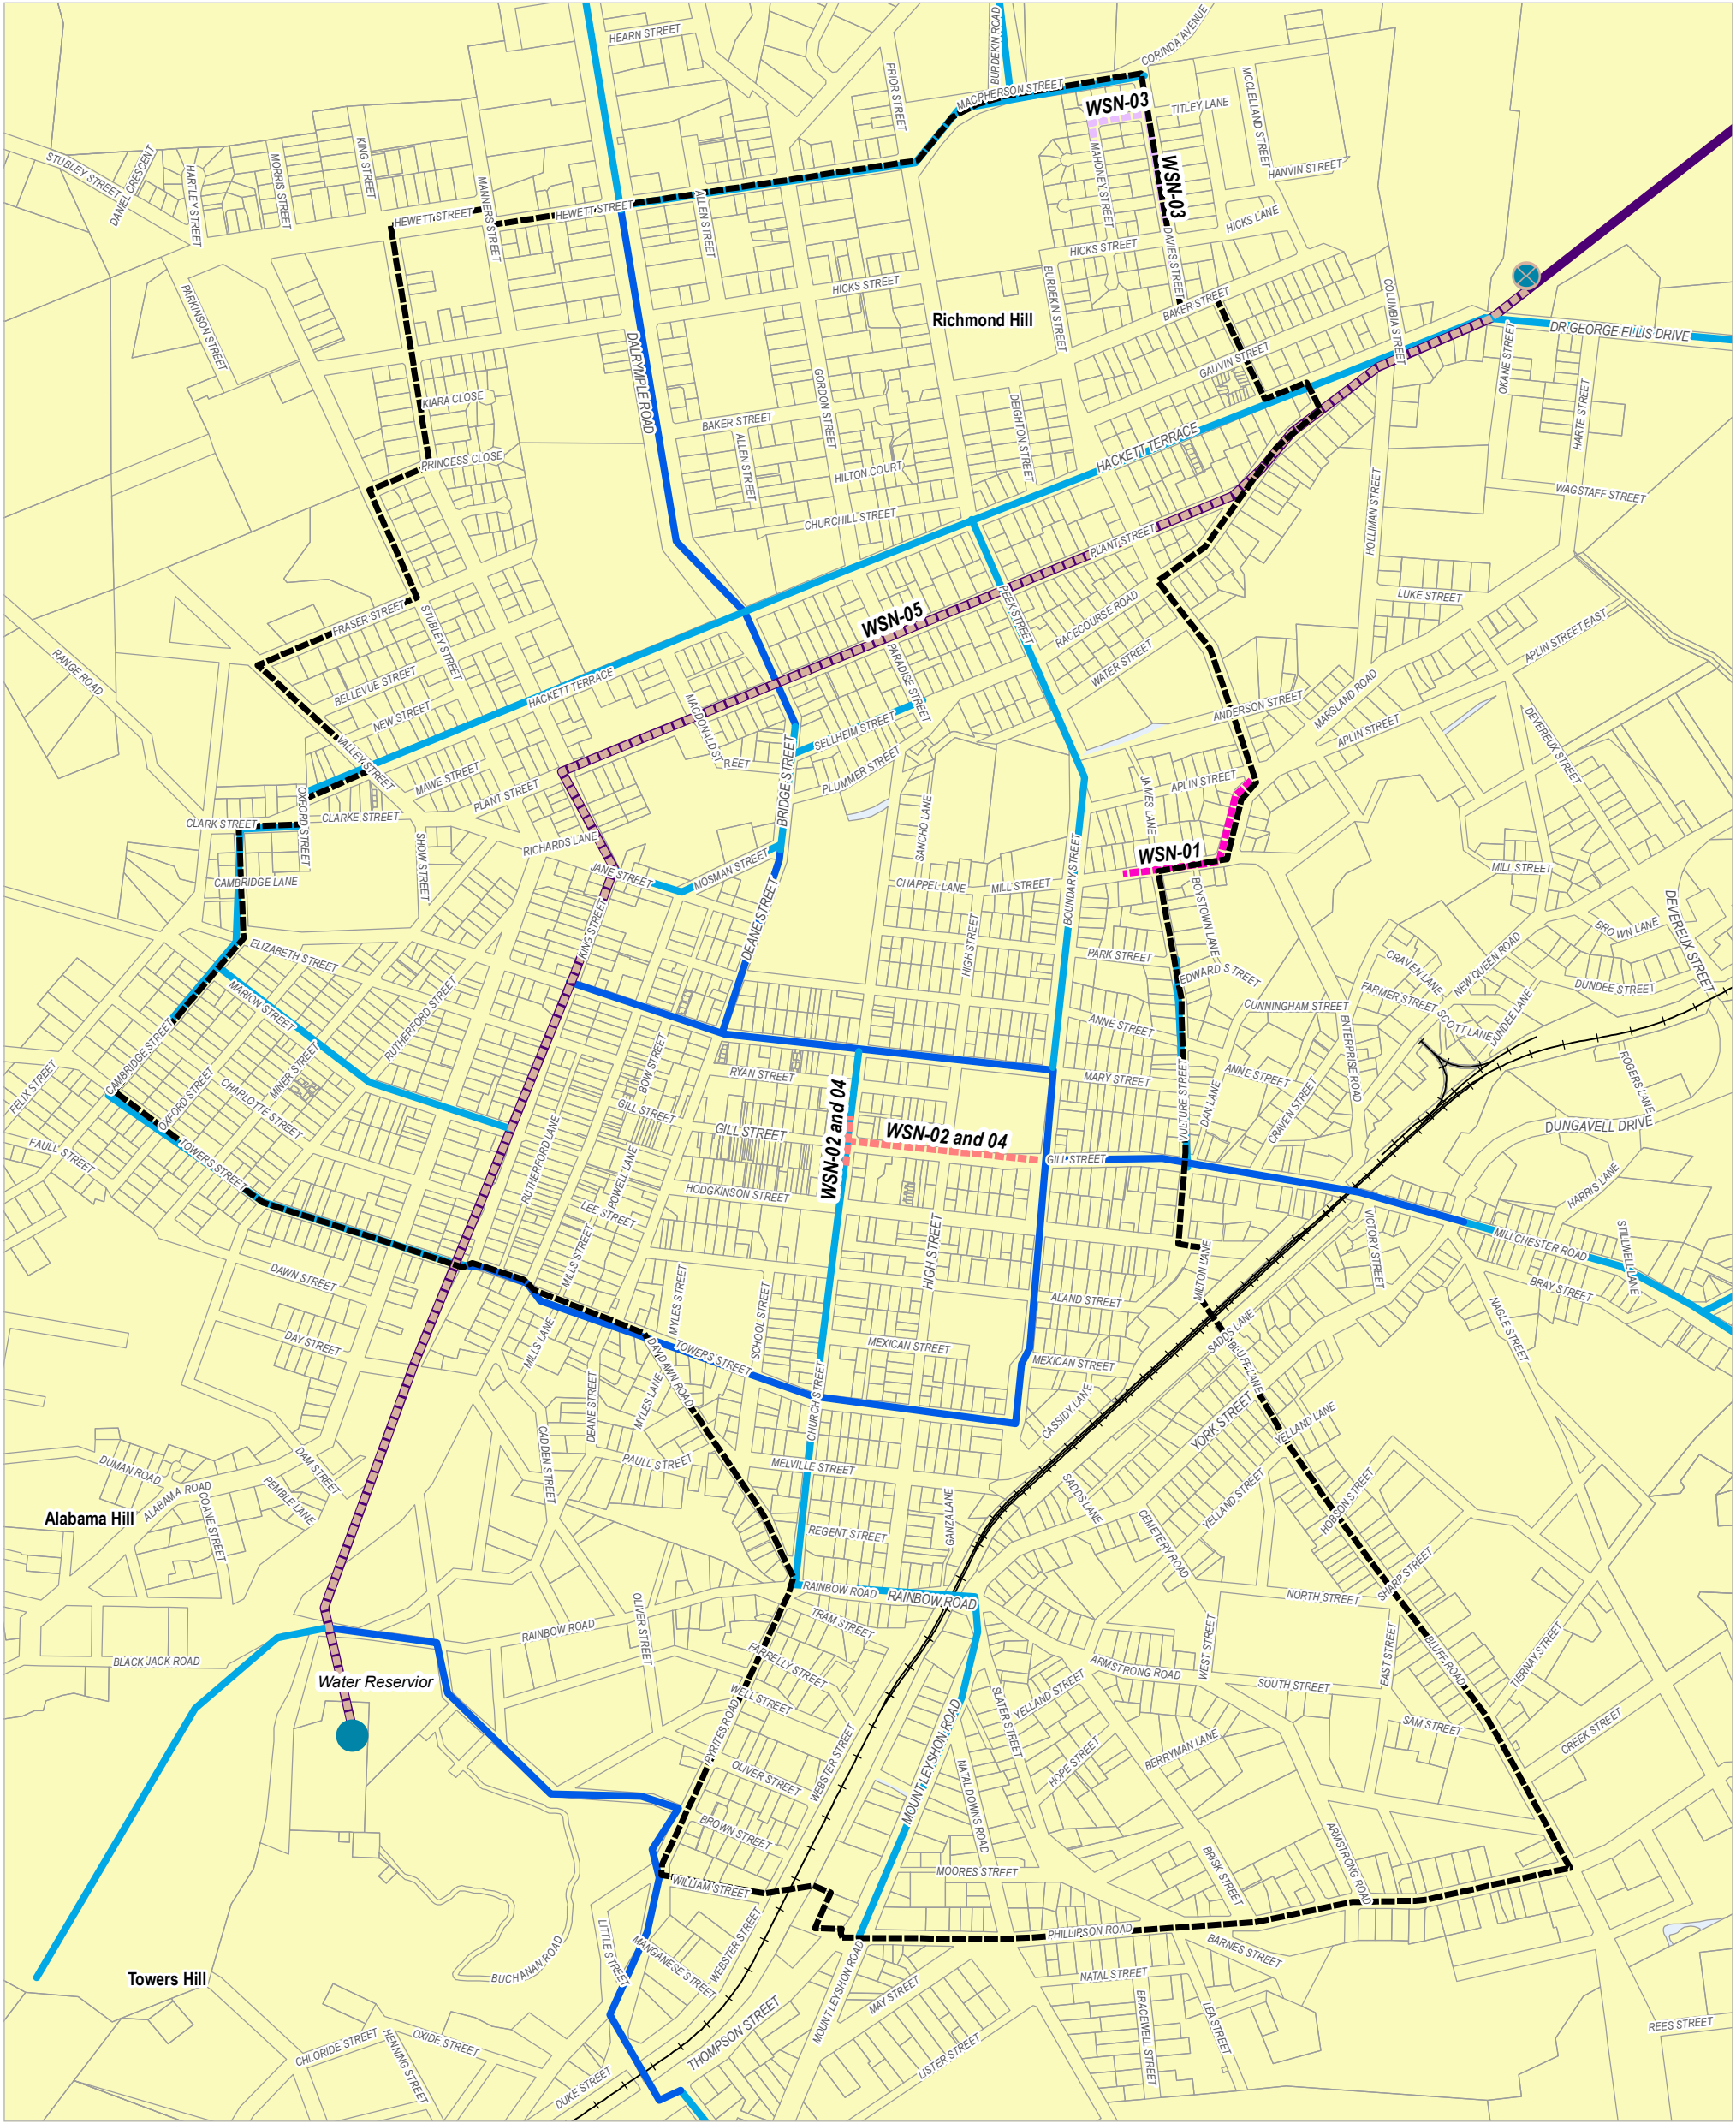 HEARN STREET
BURDEKIN ROAD
CORINDA AVENUE
PRIOR STREET
MACPHERSON STREET
MCCLELLAND STREET
WSN-03
TITLEY LANE
STUBLEY STREET
DANIEL CRESCENT
HARTLEY STREET
MORRIS STREET
KING STREET
MANNERS STREET
MAHONEY STREET
WSN-03
HANVIN STREET
HEWETT STREET
HEWETT STREET
ALLEN STREET
HICKS LANE
HICKS STREET
DAVIES STREET
PARKINSON STREET
HICKS STREET
BURDEKIN STREET
BAKER STREET
COLUMBIA STREET
Richmond Hill
DR GEORGE ELLIS DRIVE
DALRYMPLE ROAD
OKANE STREET
GAUVIN STREET
KIARA CLOSE
GORDON STREET
DEIGHTON STREET
HARTE STREET
BAKER STREET
ALLEN STREET
HACKETT TERRACE
PRINCESS CLOSE
HILTON COURT
HOLLIMAN STREET
WAGSTAFF STREET
CHURCHILL STREET
PLANT STREET
LUKE STREET
FRASER STREET
STUBLEY STREET
WSN-05
PEEK STREET
RACECOURSE ROAD
APLIN STREET EAST
RANGE ROAD
BELLEVUE STREET
HACKETT TERRACE
PARADISE STREET
WATER STREET
MARSLAND ROAD
NEW STREET
MACDONALD STREET
SELLHEIM STREET
ANDERSON STREET
APLIN STREET
DEVEREUX STREET
VALLEY STREET
MAWE STREET
PLANT STREET
BRIDGE STREET
PLUMMER STREET
JAMES LANE
APLIN STREET
OXFORD STREET
CLARK STREET
CLARKE STREET
SHOW STREET
RICHARDS LANE
SANCHO LANE
BOUNDARY STREET
WSN-01
CAMBRIDGE LANE
JANE STREET
MOSMAN STREET
CHAPPEL LANE
MILL STREET
MILL STREET
BOYSTOWN LANE
DEVEREUX STREET
KING STREET
DEANE STREET
HIGH STREET
BROWN LANE
ELIZABETH STREET
PARK STREET
EDWARD STREET
CRAVEN LANE
NEW QUEEN ROAD
MARION STREET
RUTHERFORD STREET
CUNNINGHAM STREET
FARMER STREET
DUNDEE STREET
SCOTT LANE
DUNDEE LANE
ANNE STREET
ENTERPRISE ROAD
CAMBRIDGE STREET
MINER STREET
BOW STREET
RYAN STREET
MARY STREET
ANNE STREET
ROGERS LANE
FELIX STREET
OXFORD STREET
CHARLOTTE STREET
GILL STREET
GILL STREET
WSN-02 and 04
WSN-02 and 04
VULTURE STREET
DAN LANE
CRAVEN STREET
DUNGAVELL DRIVE
FAULL STREET
TOWERS STREET
RUTHERFORD LANE
POWELL LANE
GILL STREET
HODGKINSON STREET
HARRIS LANE
LEE STREET
VICTORY STREET
MILLS STREET
HIGH STREET
MILTON LANE
MILLCHESTER ROAD
STILLWELL LANE
DAWN STREET
BRAY STREET
MYLES STREET
SCHOOL STREET
ALAND STREET
NAGLE STREET
DAY STREET
MILLS LANE
DAYDAWN ROAD
TOWERS STREET
MEXICAN STREET
MEXICAN STREET
SADDS LANE
BLUFF LANE
DEANE STREET
MYLES LANE
CHURCH STREET
CASSIDY LANE
YORK STREET
YELLAND LANE
DUMAN ROAD
DAM STREET
CADDEN STREET
PAULL STREET
MELVILLE STREET
ALABAMA ROAD
COANE STREET
PEMBLE LANE
SADDS LANE
YELLAND STREET
HOBSON STREET
Alabama Hill
REGENT STREET
GANZA LANE
CEMETERY ROAD
RAINBOW ROAD
RAINBOW ROAD
NORTH STREET
SHARP STREET
RAINBOW ROAD
OLIVER STREET
TRAM STREET
BLACK JACK ROAD
FARRELLY STREET
ARMSTRONG ROAD
WEST STREET
EAST STREET
BLUFF ROAD
TIERNAY STREET
Water Reservior
WELL STREET
SLATER STREET
YELLAND STREET
SOUTH STREET
PYRITES ROAD
WEBSTER STREET
MOUNT LEYSHON ROAD
SAM STREET
CREEK STREET
OLIVER STREET
HOPE STREET
BERRYMAN LANE
NATAL DOWNS ROAD
BROWN STREET
ARMSTRONG ROAD
MOORES STREET
BRISK STREET
WILLIAM STREET
PHILLIPSON ROAD
LITTLE STREET
MANGANESE STREET
WEBSTER STREET
BARNES STREET
BUCHANAN ROAD
Towers Hill
NATAL STREET
MAY STREET
MOUNT LEYSHON ROAD
BRACEWELL STREET
LEA STREET
THOMPSON STREET
REES STREET
CHLORIDE STREET
HENNING STREET
OXIDE STREET
LISTER STREET
DUKE STREET